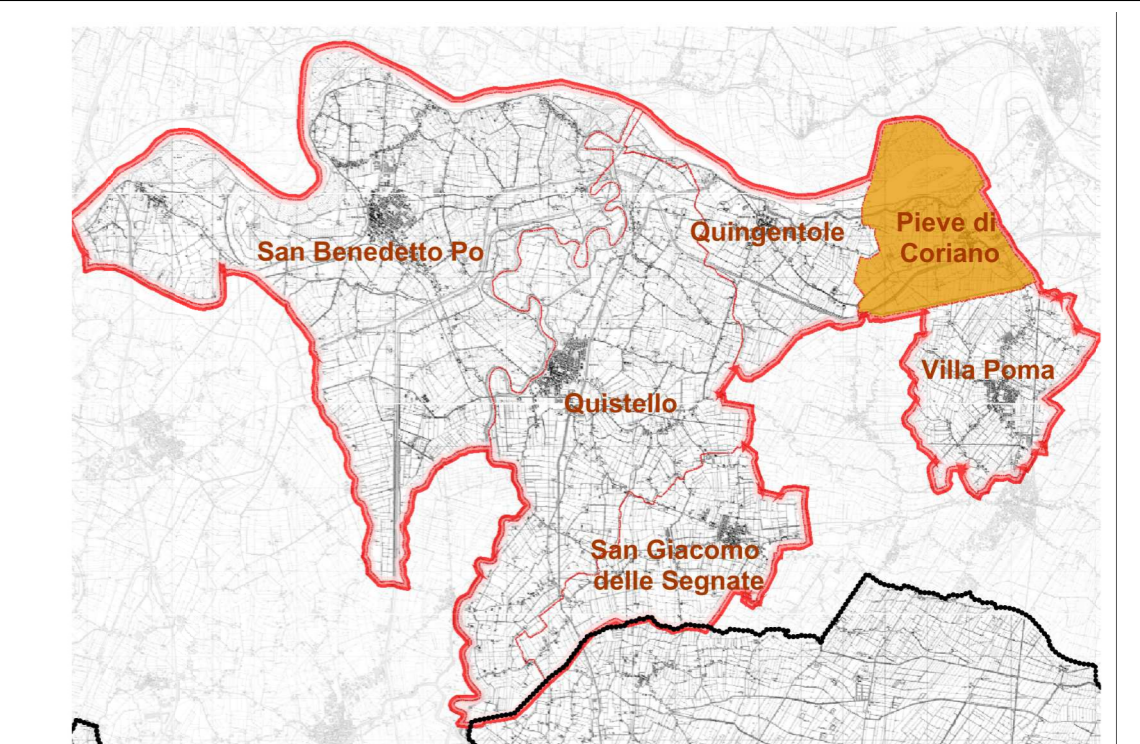 Pieve di
Coriano
Quingentole
San Benedetto Po
Villa Poma
Quistello
San Giacomo
delle Segnate